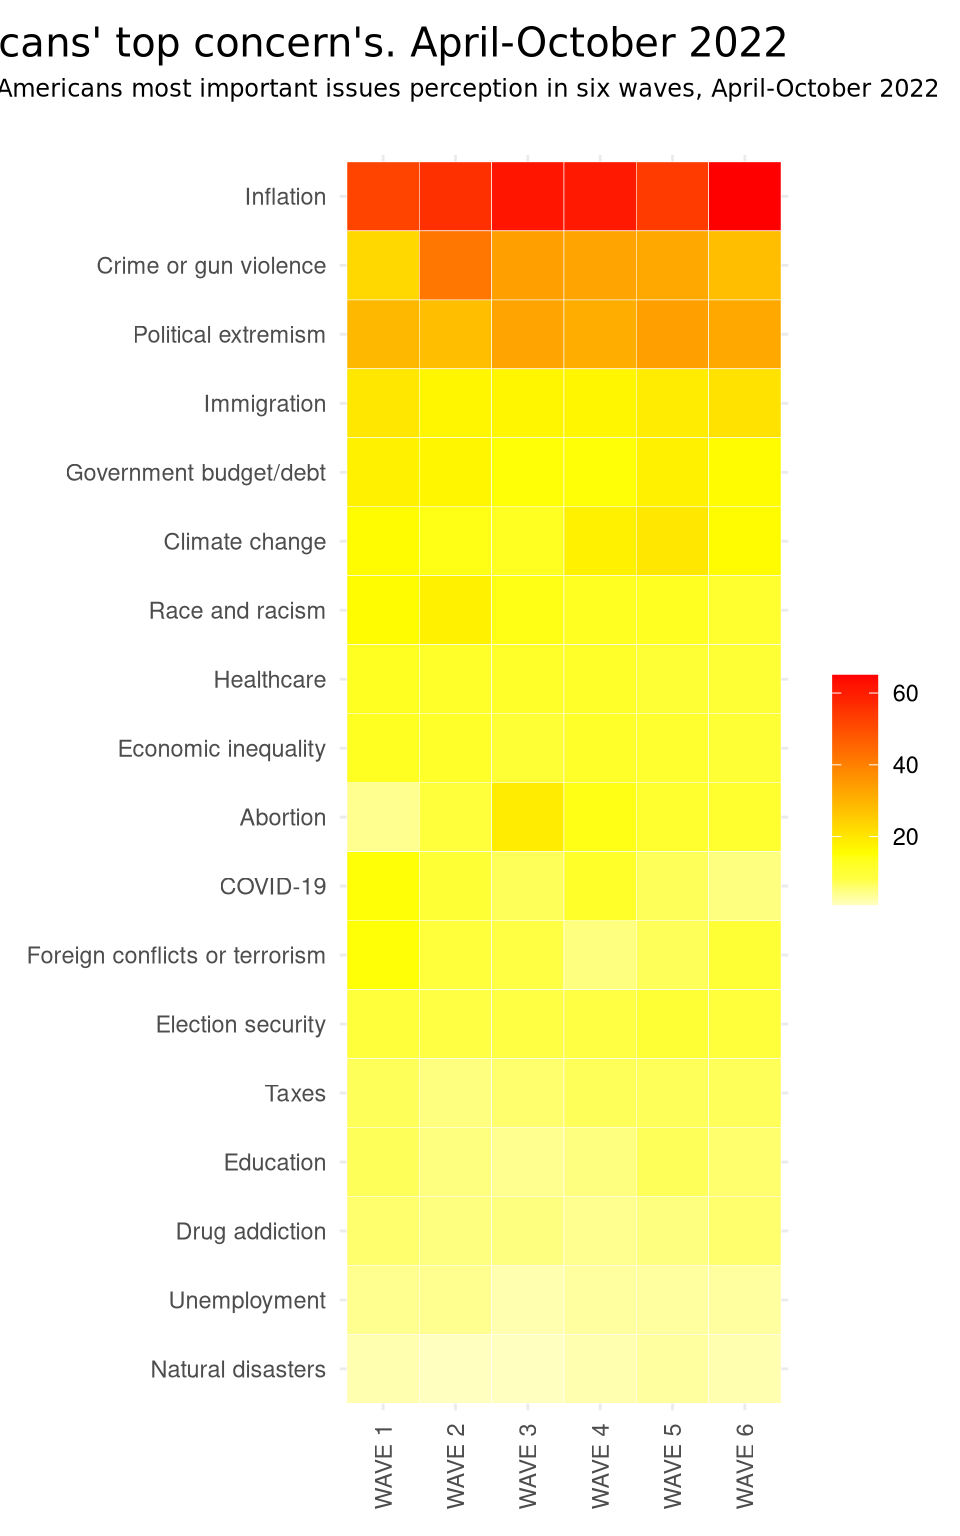 cans' top concern's. April-October 2022
Americans most important issues perception in six waves, April-October 2022
Inflation
Crime or gun violence
Political extremism
Immigration
Government budget/debt
Climate change
Race and racism
Healthcare
Economic inequality
Abortion
COVID-19
Foreign conflicts or terrorism
Election security
Taxes
Education
Drug addiction
Unemployment
Natural disasters
WAVE 1
WAVE 2
WAVE 3
WAVE 4
WAVE 5
WAVE 6
60
40
20